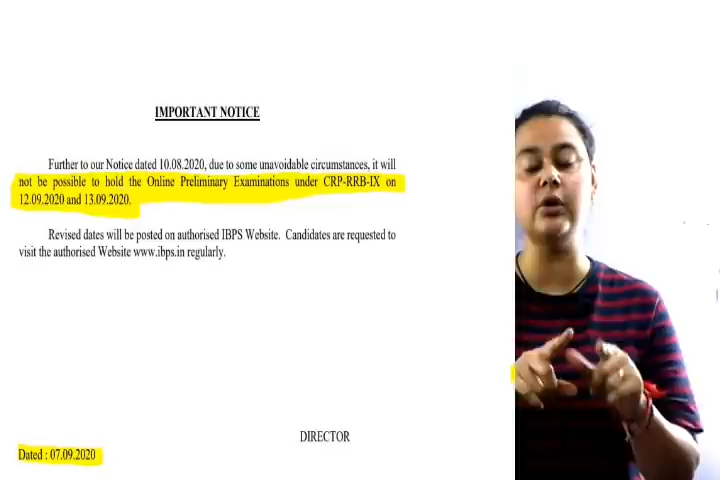 IMPORTANT NOTICE
Further to our Notice dated 10.08.2020, due to some unavoidable circumstances, it will
not be possible to hold the Online Preliminary Examinations under CRP-RRB-IX on
12.09.2020 and 13.09.2020.
Revised dates will be posted on authorised IBPS Website. Candidates are requested to
visit the authorised Website www.ibps.in regularly.
DIRECTOR
Dated : 07.09.2020